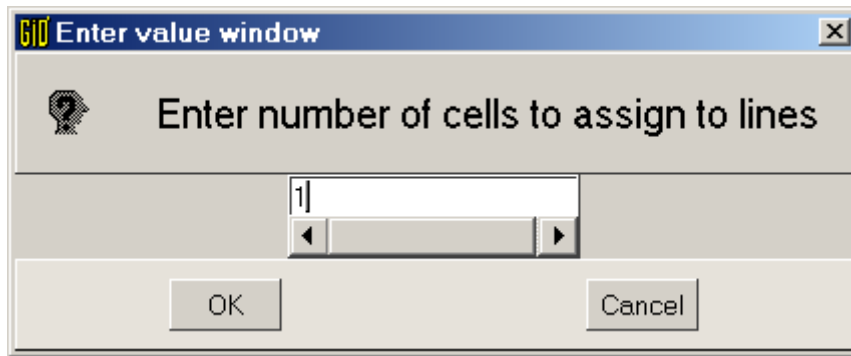 GiD Enter value window
Enter number of cells to assign to lines
1
OK
Cancel